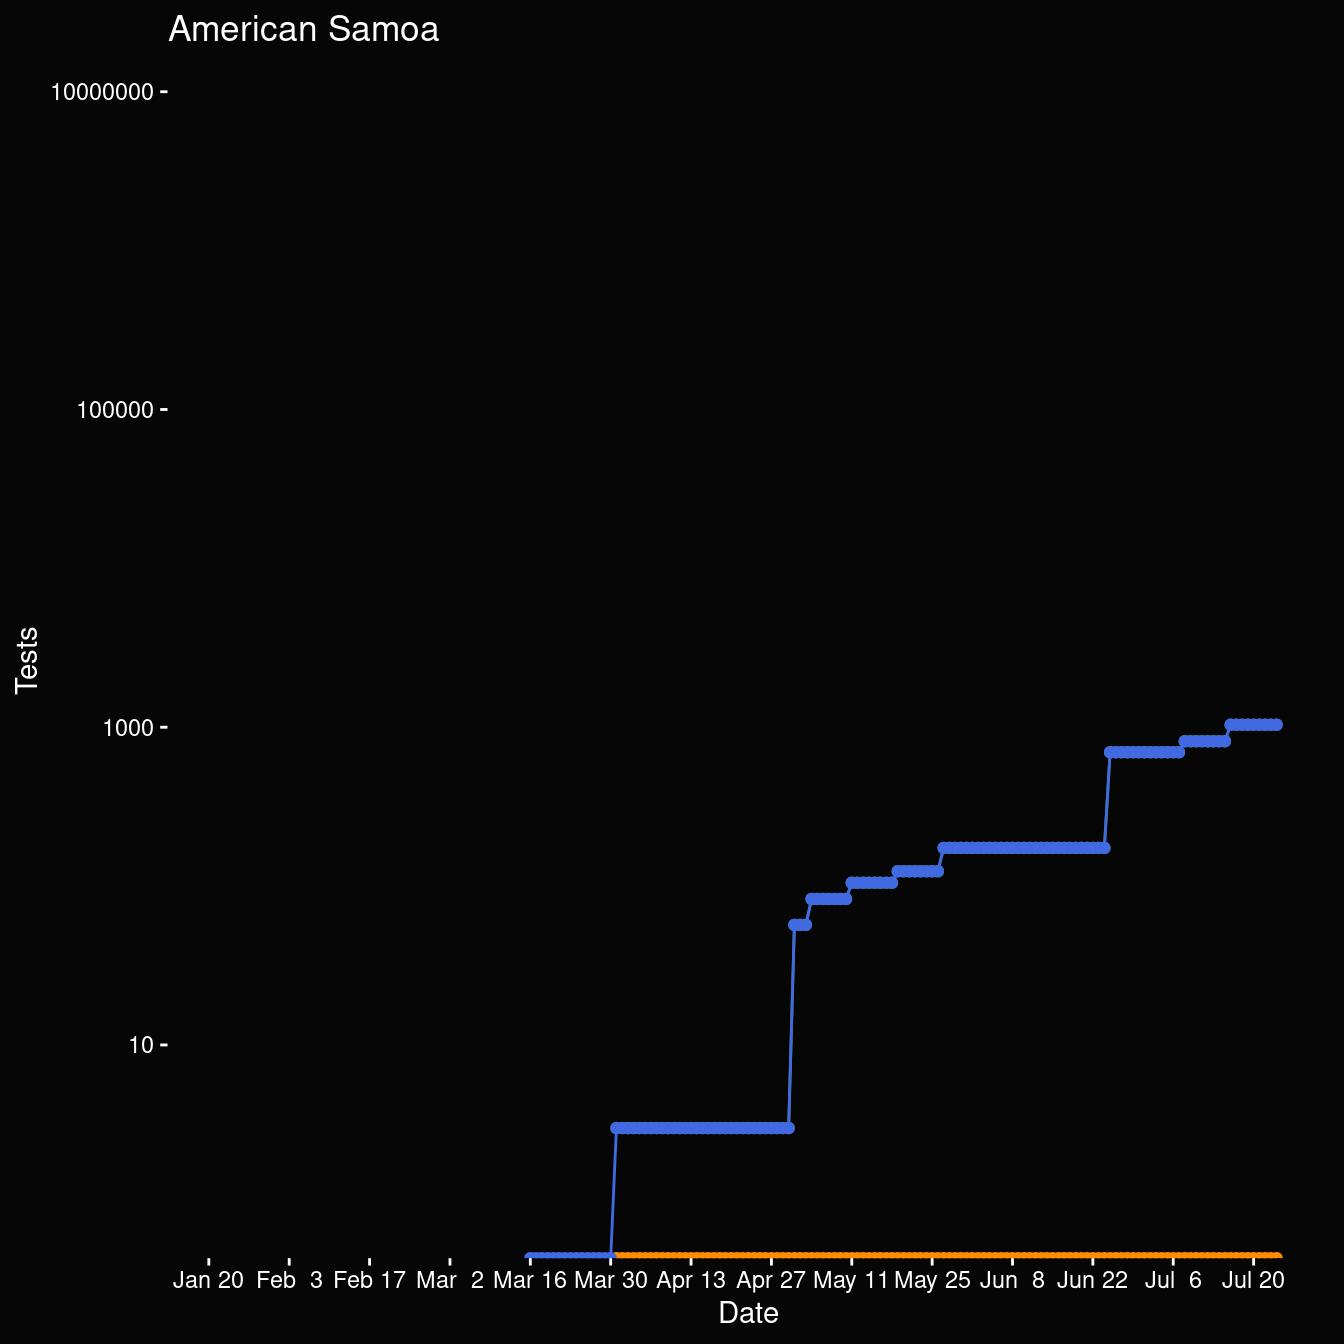 American Samoa
10000000
100000
1000
10
Tests
Jan 20 Feb  3 Feb 17 Mar  2 Mar 16 Mar 30 Apr 13 Apr 27 May 11 May 25 Jun  8 Jun 22 Jul  6 Jul 20
Date